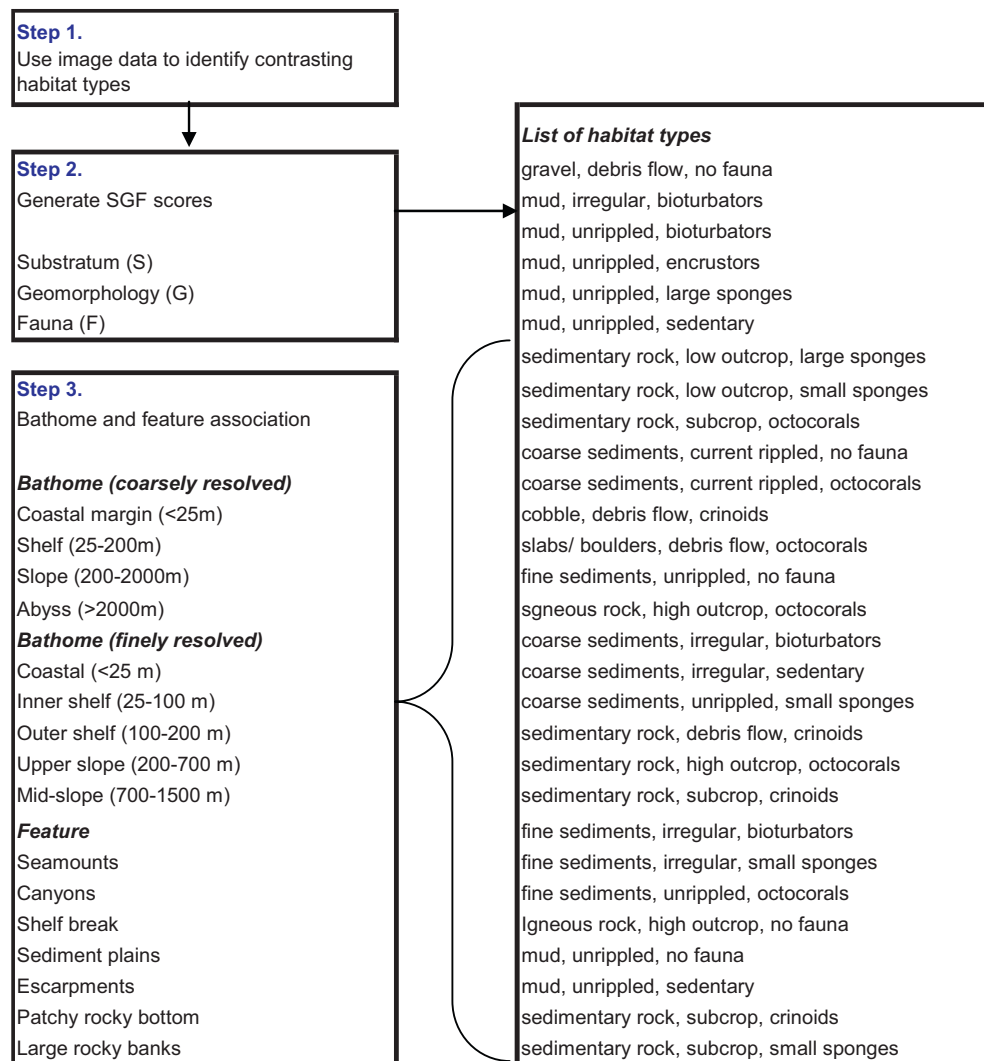 Step 1.
Use image data to identify contrasting
habitat types
Step 2.
Generate SGF scores
Substratum (S)
Geomorphology (G)
Fauna (F)
Step 3.
Bathome and feature association
Bathome (coarsely resolved)
Coastal margin (<25m)
Shelf (25-200m)
Slope (200-2000m)
Abyss (>2000m)
Bathome (finely resolved)
Coastal (<25 m)
Inner shelf (25-100 m)
Outer shelf (100-200 m)
Upper slope (200-700 m)
Mid-slope (700-1500 m)
Feature
Seamounts
Canyons
Shelf break
Sediment plains
Escarpments
Patchy rocky bottom
Large rocky banks
List of habitat types
gravel, debris flow, no fauna
mud, irregular, bioturbators
mud, unrippled, bioturbators
mud, unrippled, encrustors
mud, unrippled, large sponges
mud, unrippled, sedentary
sedimentary rock, low outcrop, large sponges
sedimentary rock, low outcrop, small sponges
sedimentary rock, subcrop, octocorals
coarse sediments, current rippled, no fauna
coarse sediments, current rippled, octocorals
cobble, debris flow, crinoids
slabs/ boulders, debris flow, octocorals
fine sediments, unrippled, no fauna
sgneous rock, high outcrop, octocorals
coarse sediments, irregular, bioturbators
coarse sediments, irregular, sedentary
coarse sediments, unrippled, small sponges
sedimentary rock, debris flow, crinoids
sedimentary rock, high outcrop, octocorals
sedimentary rock, subcrop, crinoids
fine sediments, irregular, bioturbators
fine sediments, irregular, small sponges
fine sediments, unrippled, octocorals
Igneous rock, high outcrop, no fauna
mud, unrippled, no fauna
mud, unrippled, sedentary
sedimentary rock, subcrop, crinoids
sedimentary rock, subcrop, small sponges